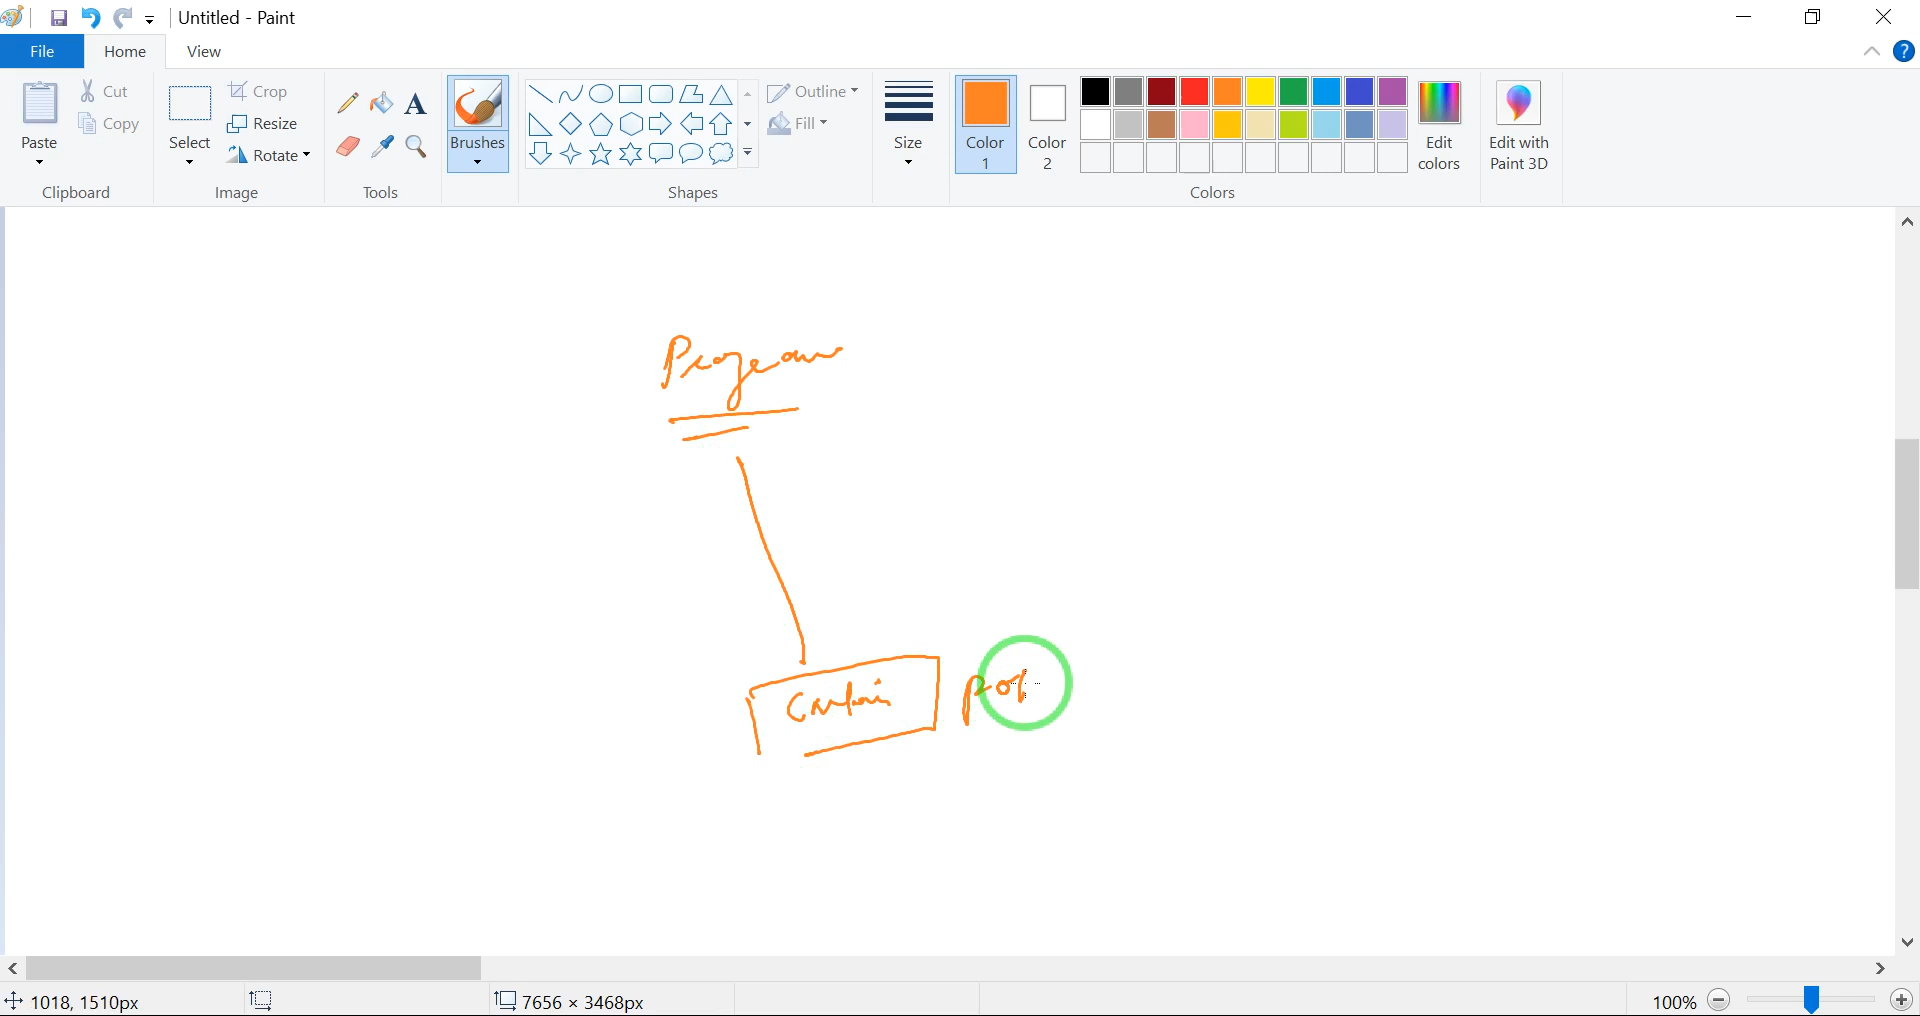 Untitled - Paint
File Home View
Paste
Cut
Copy
Clipboard
Select
Crop
Resize
Rotate
Image
A
Tools
Brushes
Shapes
Outline
Fill
Size
Color 1
Color 2
Colors
Edit colors
Edit with Paint 3D
?
Program
Certain
1018, 1510px
7656 × 3468px
100%